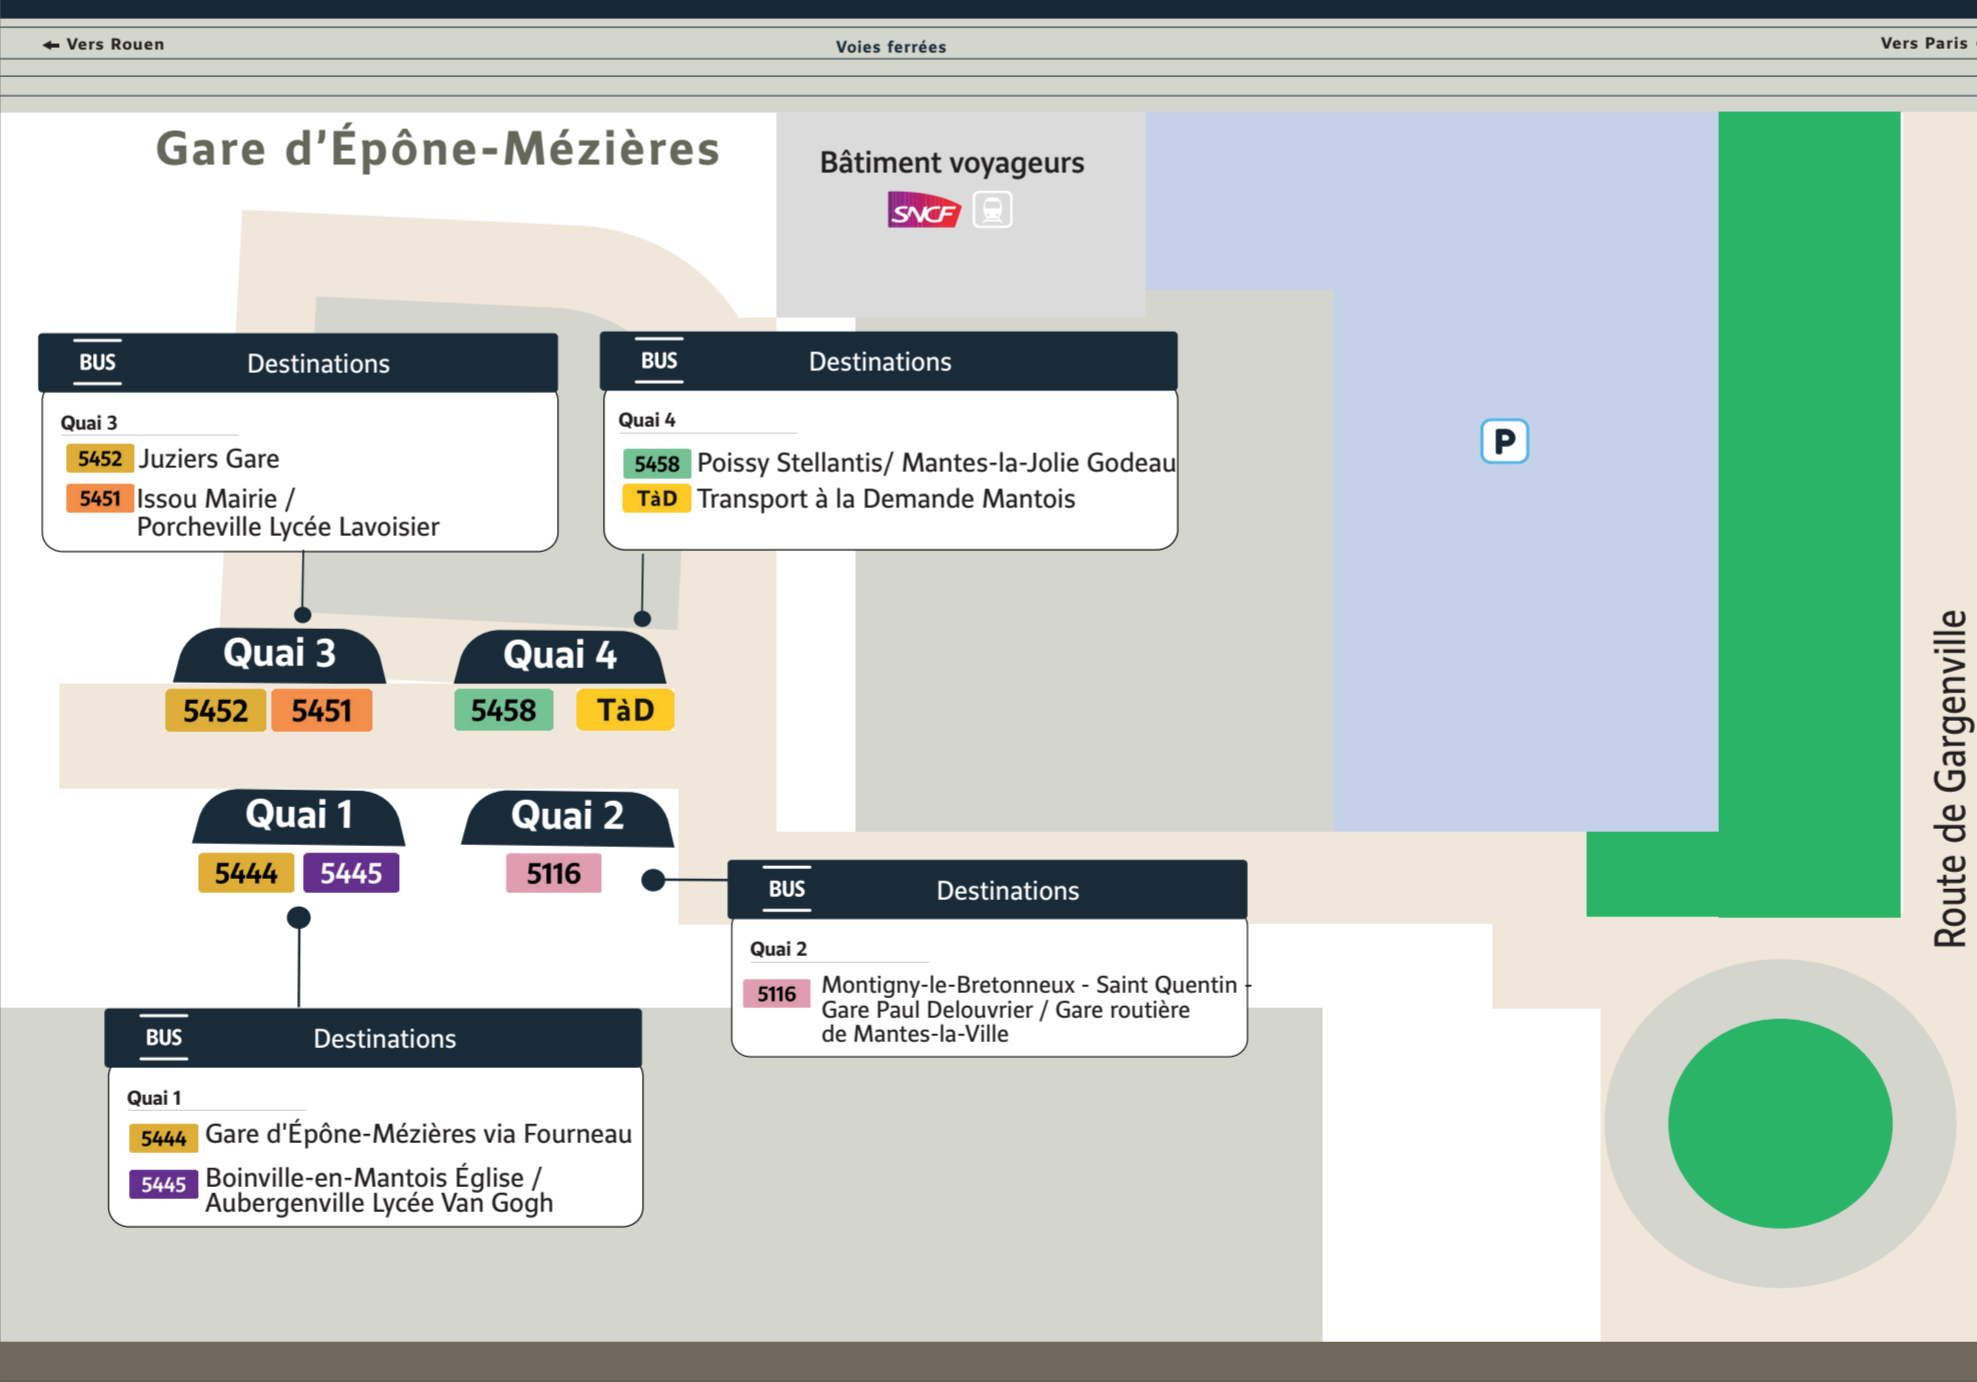 ← Vers Rouen
Voies ferrées
Vers Paris
Gare d'Épône-Mézières
Bâtiment voyageurs
SNCF
BUS Destinations
Quai 3
5452 Juziers Gare
5451 Issou Mairie /
Porcheville Lycée Lavoisier
BUS Destinations
Quai 4
5458 Poissy Stellantis/ Mantes-la-Jolie Godeau
TàD Transport à la Demande Mantois
P
Quai 3
5452 5451
Quai 4
5458 TàD
Quai 1
5444 5445
Quai 2
5116
Route de Gargenville
BUS Destinations
Quai 2
5116 Montigny-le-Bretonneux - Saint Quentin -
Gare Paul Delouvrier / Gare routière
de Mantes-la-Ville
BUS Destinations
Quai 1
5444 Gare d'Épône-Mézières via Fourneau
5445 Boinville-en-Mantois Église /
Aubergenville Lycée Van Gogh